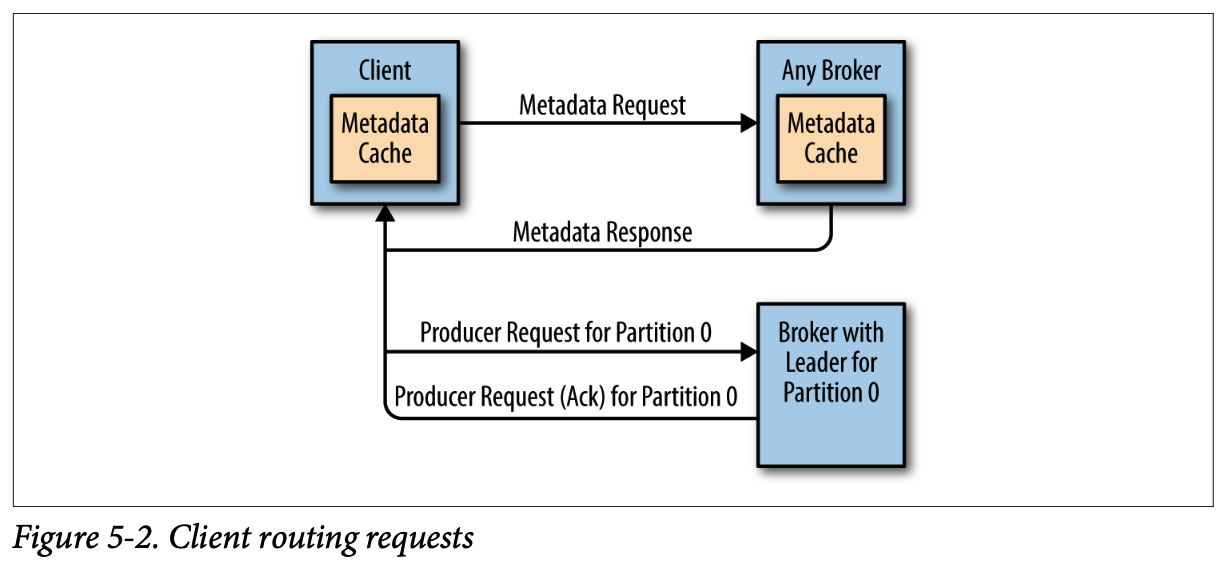 Client
Metadata
Cache
Metadata Request
Any Broker
Metadata
Cache
Metadata Response
Producer Request for Partition 0
Broker with
Leader for
Partition 0
Producer Request (Ack) for Partition 0
Figure 5-2. Client routing requests